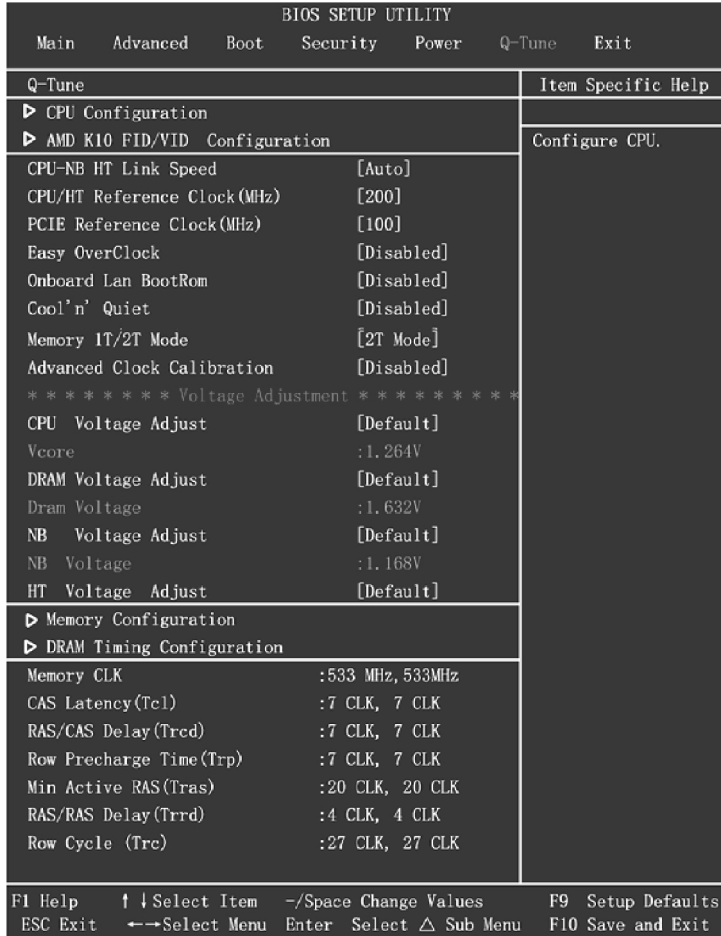 BIOS SETUP UTILITY
Main Advanced Boot Security Power Q-Tune Exit
Q-Tune
Item Specific Help
▷ CPU Configuration
▷ AMD K10 FID/VID Configuration
Configure CPU.
CPU-NB HT Link Speed [Auto]
CPU/HT Reference Clock(MHz) [200]
PCIE Reference Clock(MHz) [100]
Easy OverClock [Disabled]
Onboard Lan BootRom [Disabled]
Cool'n' Quiet [Disabled]
Memory 1T/2T Mode [2T Mode]
Advanced Clock Calibration [Disabled]
* * * * * * * * Voltage Adjustment * * * * * * * * *
CPU Voltage Adjust [Default]
Vcore :1.264V
DRAM Voltage Adjust [Default]
Dram Voltage :1.632V
NB Voltage Adjust [Default]
NB Voltage :1.168V
HT Voltage Adjust [Default]
▷ Memory Configuration
▷ DRAM Timing Configuration
Memory CLK :533 MHz,533MHz
CAS Latency(Tcl) :7 CLK, 7 CLK
RAS/CAS Delay(Trcd) :7 CLK, 7 CLK
Row Precharge Time(Trp) :7 CLK, 7 CLK
Min Active RAS(Tras) :20 CLK, 20 CLK
RAS/RAS Delay(Trrd) :4 CLK, 4 CLK
Row Cycle (Trc) :27 CLK, 27 CLK
F1 Help ↑↓Select Item -/Space Change Values F9 Setup Defaults
ESC Exit ←→Select Menu Enter Select △ Sub Menu F10 Save and Exit